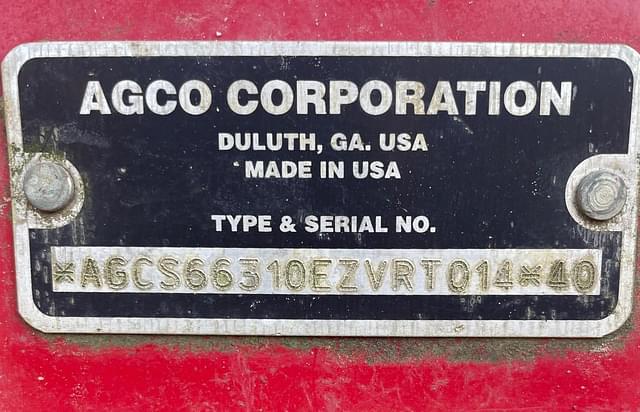 AGCO CORPORATION
DULUTH, GA. USA
MADE IN USA
TYPE & SERIAL NO.
*AGCS66310EZVRT014*40